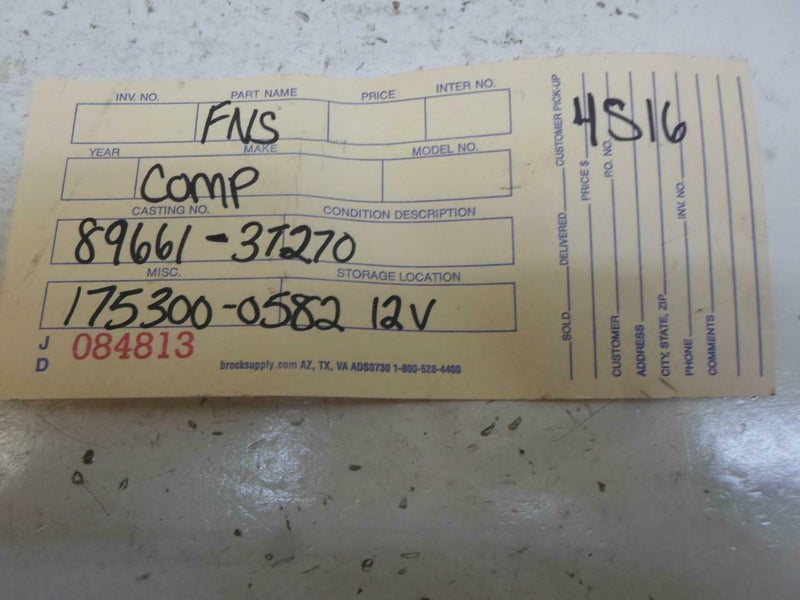 INV. NO. PART NAME PRICE INTER NO.
FNS
YEAR MAKE MODEL NO.
COMP
CASTING NO. CONDITION DESCRIPTION
89661-3T270
MISC. STORAGE LOCATION
175300-0582 12V
J D 084813
brocksupply.com AZ, TX, VA ADS0730 1-800-528-4400
4S16
SOLD DELIVERED CUSTOMER PICK-UP
PRICE $
CUSTOMER P.O. NO.
ADDRESS
CITY, STATE, ZIP
PHONE INV. NO.
COMMENTS